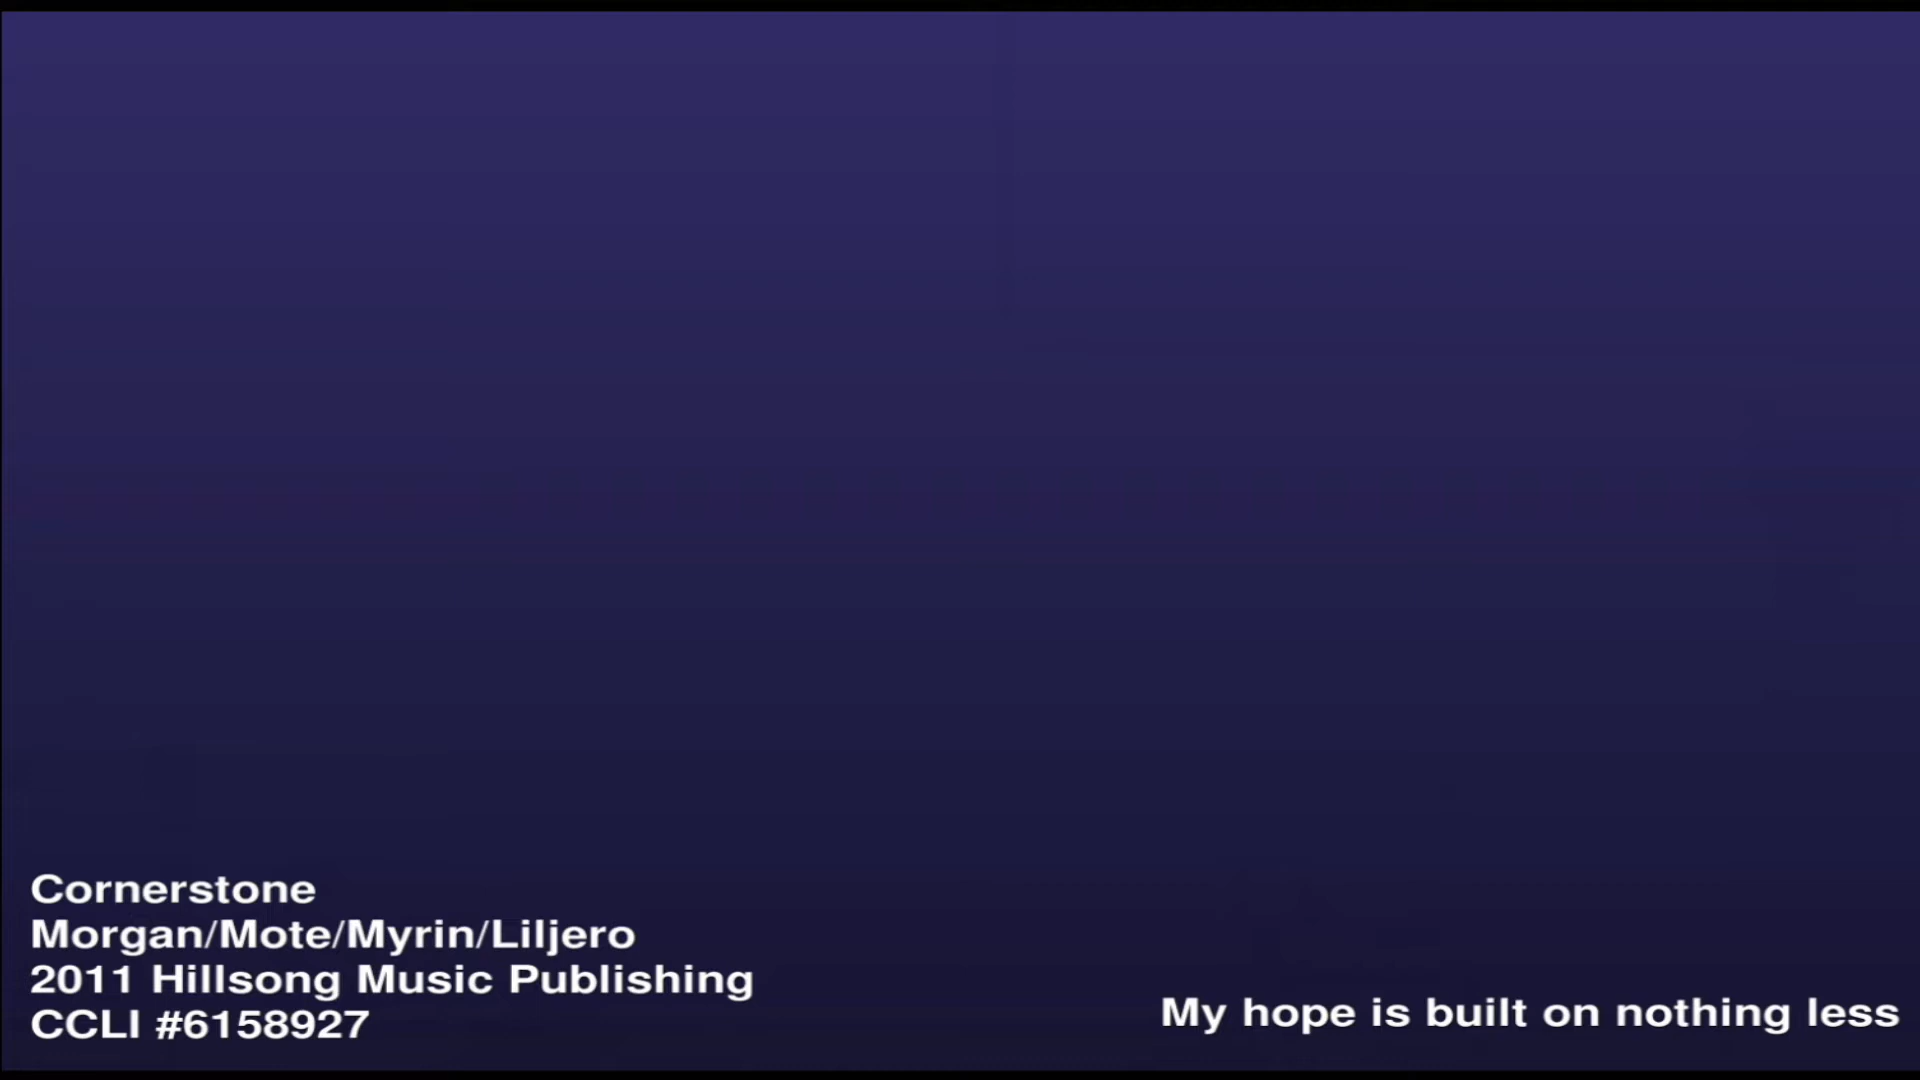 Cornerstone
Morgan/Mote/Myrin/Liljero
2011 Hillsong Music Publishing
CCLI #6158927
My hope is built on nothing less